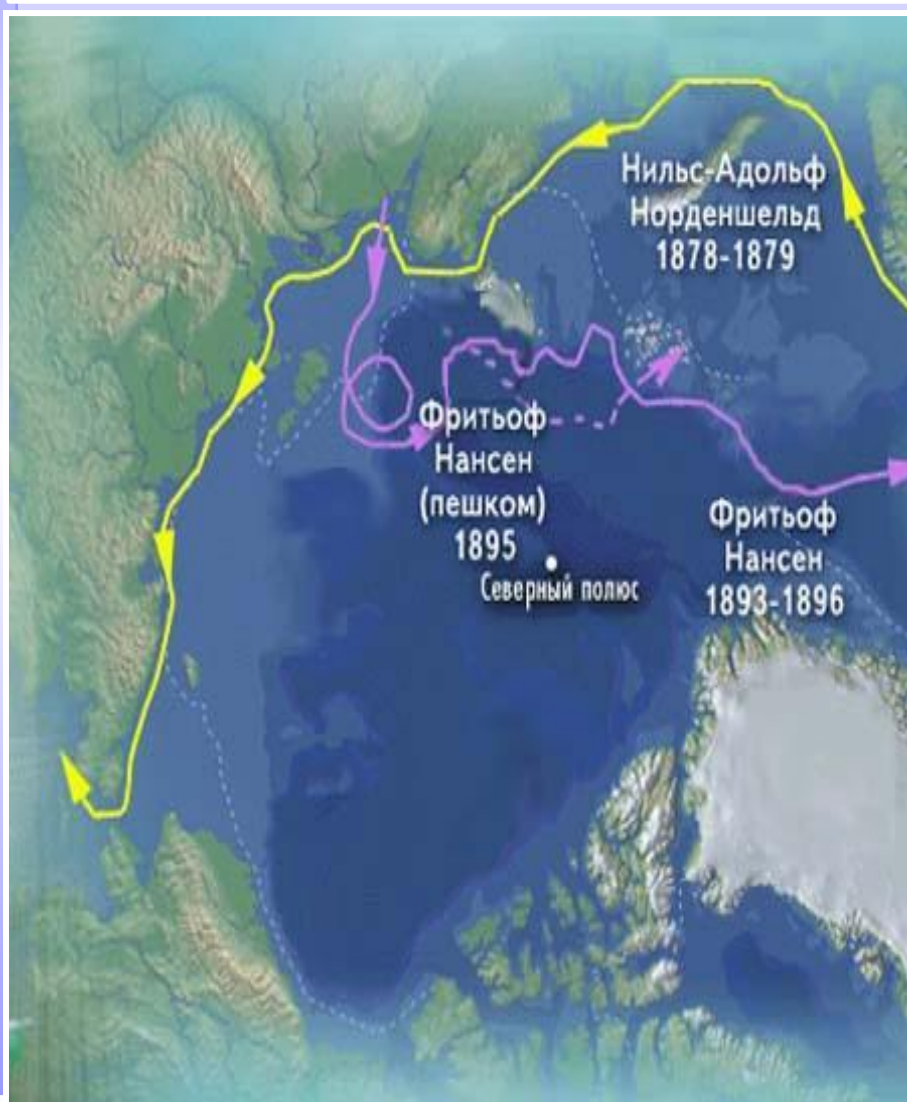 Нильс-Адольф
Норденшельд
1878-1879
Фритьоф
Нансен
(пешком)
1895
Фритьоф
Нансен
1893-1896
Северный полюс